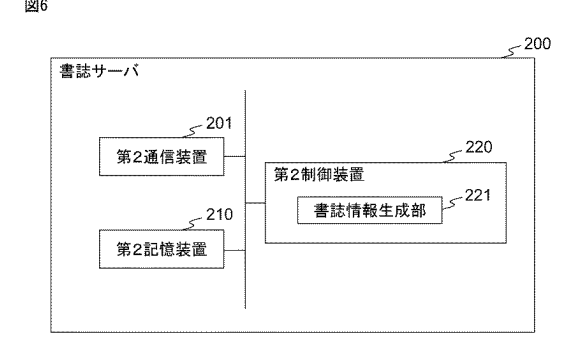 図6
200
書誌サーバ
201
第2通信装置
220
第2制御装置
221
書誌情報生成部
210
第2記憶装置